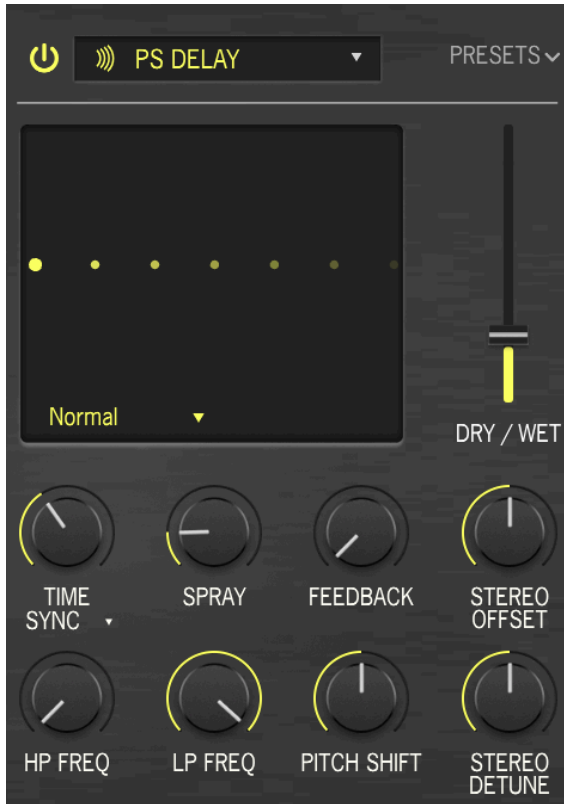 PS DELAY
PRESETS
Normal
DRY / WET
TIME
SYNC
SPRAY
FEEDBACK
STEREO
OFFSET
HP FREQ
LP FREQ
PITCH SHIFT
STEREO
DETUNE